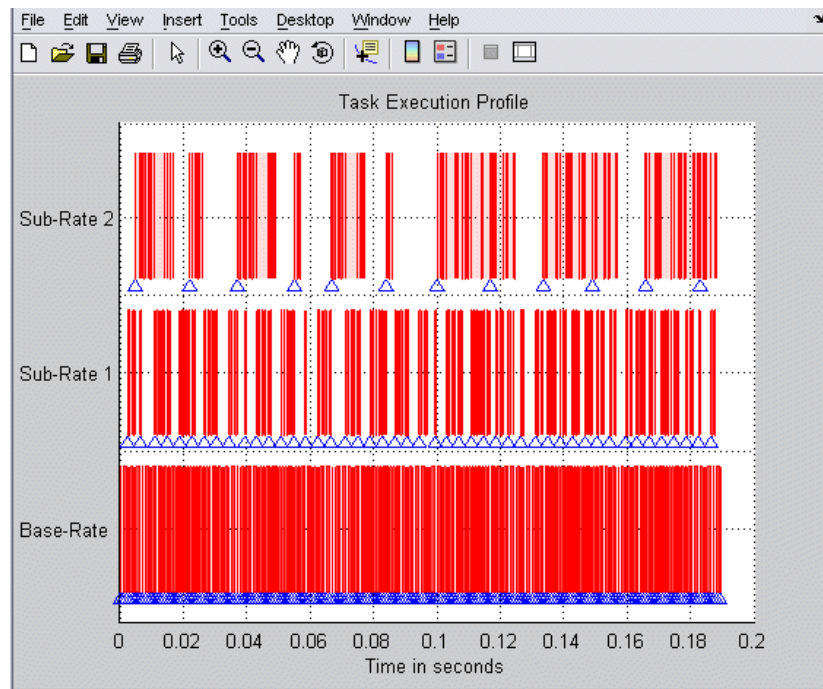 File Edit View Insert Tools Desktop Window Help
Task Execution Profile
Sub-Rate 2
Sub-Rate 1
Base-Rate
0 0.02 0.04 0.06 0.08 0.1 0.12 0.14 0.16 0.18 0.2
Time in seconds